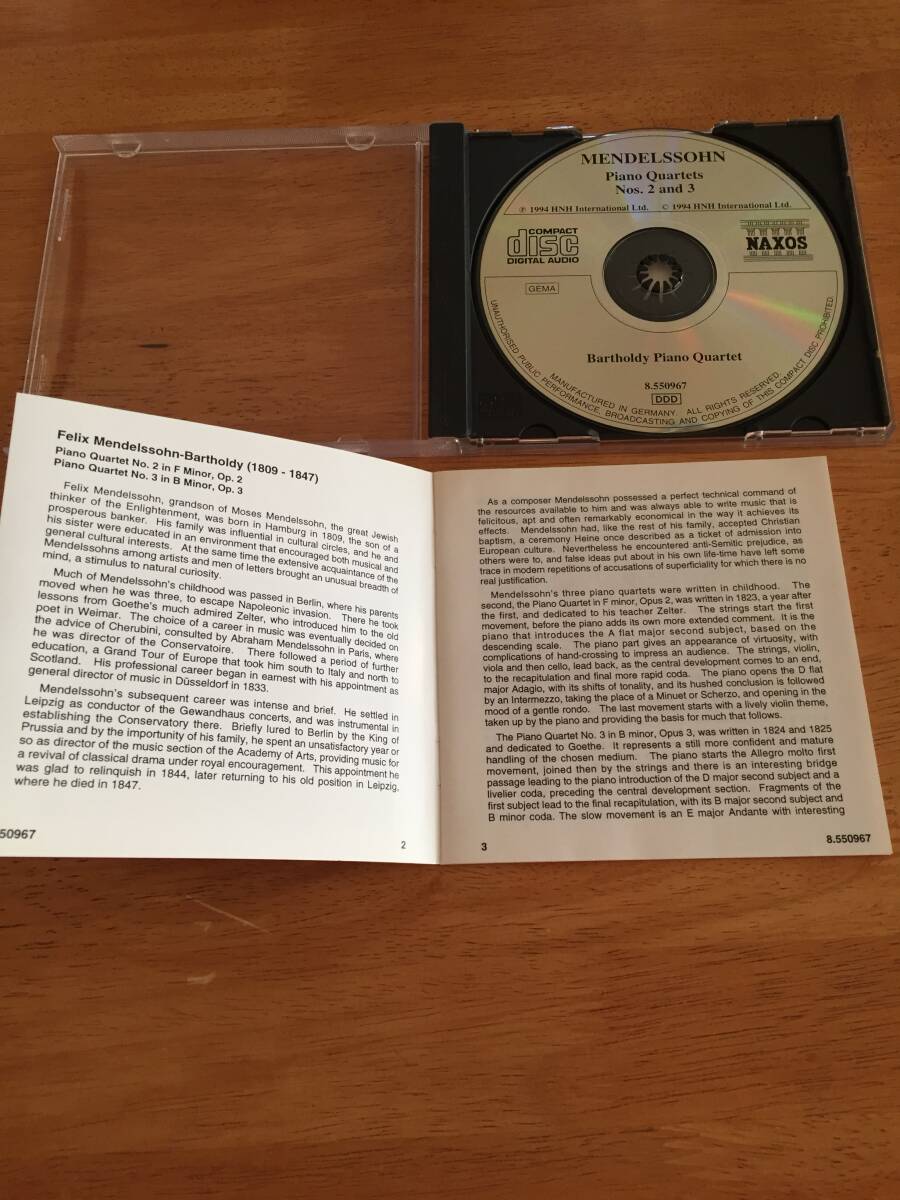 MENDELSSOHN
Piano Quartets
Nos. 2 and 3
℗ 1994 HNH International Ltd. © 1994 HNH International Ltd.
COMPACT
disc
DIGITAL AUDIO
NAXOS
GEMA
Bartholdy Piano Quartet
8.550967
DDD
UNAUTHORISED PUBLIC PERFORMANCE, BROADCASTING AND COPYING OF THIS COMPACT DISC PROHIBITED.
MANUFACTURED IN GERMANY. ALL RIGHTS RESERVED.
Felix Mendelssohn-Bartholdy (1809 - 1847)
Piano Quartet No. 2 in F Minor, Op. 2
Piano Quartet No. 3 in B Minor, Op. 3
Felix Mendelssohn, grandson of Moses Mendelssohn, the great Jewish
thinker of the Enlightenment, was born in Hamburg in 1809, the son of a
prosperous banker. His family was influential in cultural circles, and he and
his sister were educated in an environment that encouraged both musical and
general cultural interests. At the same time the extensive acquaintance of the
Mendelssohns among artists and men of letters brought an unusual breadth of
mind, a stimulus to natural curiosity.
Much of Mendelssohn's childhood was passed in Berlin, where his parents
moved when he was three, to escape Napoleonic invasion. There he took
lessons from Goethe's much admired Zelter, who introduced him to the old
poet in Weimar. The choice of a career in music was eventually decided on
the advice of Cherubini, consulted by Abraham Mendelssohn in Paris, where
he was director of the Conservatoire. There followed a period of further
education, a Grand Tour of Europe that took him south to Italy and north to
Scotland. His professional career began in earnest with his appointment as
general director of music in Düsseldorf in 1833.
Mendelssohn's subsequent career was intense and brief. He settled in
Leipzig as conductor of the Gewandhaus concerts, and was instrumental in
establishing the Conservatory there. Briefly lured to Berlin by the King of
Prussia and by the importunity of his family, he spent an unsatisfactory year or
so as director of the music section of the Academy of Arts, providing music for
a revival of classical drama under royal encouragement. This appointment he
was glad to relinquish in 1844, later returning to his old position in Leipzig,
where he died in 1847.
50967
2
As a composer Mendelssohn possessed a perfect technical command of
the resources available to him and was always able to write music that is
felicitous, apt and often remarkably economical in the way it achieves its
effects. Mendelssohn had, like the rest of his family, accepted Christian
baptism, a ceremony Heine once described as a ticket of admission into
European culture. Nevertheless he encountered anti-Semitic prejudice, as
others were to, and false ideas put about in his own life-time have left some
trace in modern repetitions of accusations of superficiality for which there is no
real justification.
Mendelssohn's three piano quartets were written in childhood. The
second, the Piano Quartet in F minor, Opus 2, was written in 1823, a year after
the first, and dedicated to his teacher Zelter. The strings start the first
movement, before the piano adds its own more extended comment. It is the
piano that introduces the A flat major second subject, based on the
descending scale. The piano part gives an appearance of virtuosity, with
complications of hand-crossing to impress an audience. The strings, violin,
viola and then cello, lead back, as the central development comes to an end,
to the recapitulation and final more rapid coda. The piano opens the D flat
major Adagio, with its shifts of tonality, and its hushed conclusion is followed
by an Intermezzo, taking the place of a Minuet or Scherzo, and opening in the
mood of a gentle rondo. The last movement starts with a lively violin theme,
taken up by the piano and providing the basis for much that follows.
The Piano Quartet No. 3 in B minor, Opus 3, was written in 1824 and 1825
and dedicated to Goethe. It represents a still more confident and mature
handling of the chosen medium. The piano starts the Allegro molto first
movement, joined then by the strings and there is an interesting bridge
passage leading to the piano introduction of the D major second subject and a
livelier coda, preceding the central development section. Fragments of the
first subject lead to the final recapitulation, with its B major second subject and
B minor coda. The slow movement is an E major Andante with interesting
3
8.550967